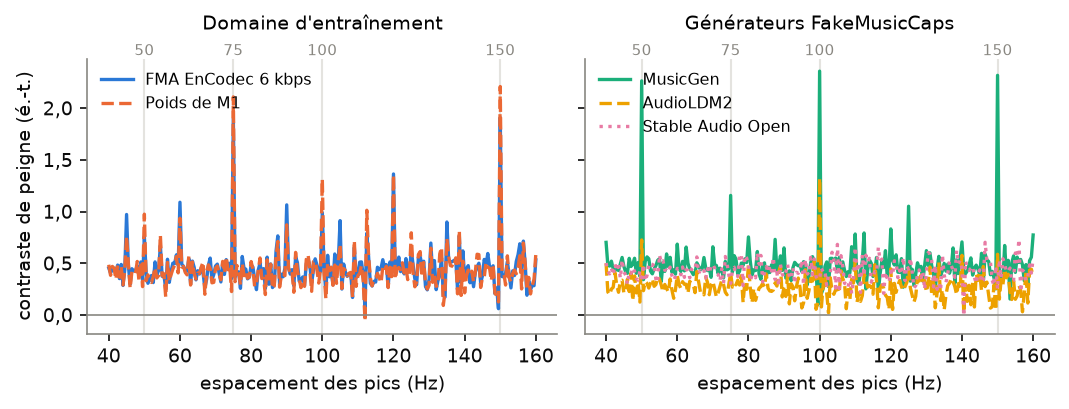 Domaine d'entraînement
50 75 100 150
FMA EnCodec 6 kbps
Poids de M1
contraste de peigne (é.-t.)
2,0
1,5
1,0
0,5
0,0
40 60 80 100 120 140 160
espacement des pics (Hz)
Générateurs FakeMusicCaps
50 75 100 150
MusicGen
AudioLDM2
Stable Audio Open
40 60 80 100 120 140 160
espacement des pics (Hz)